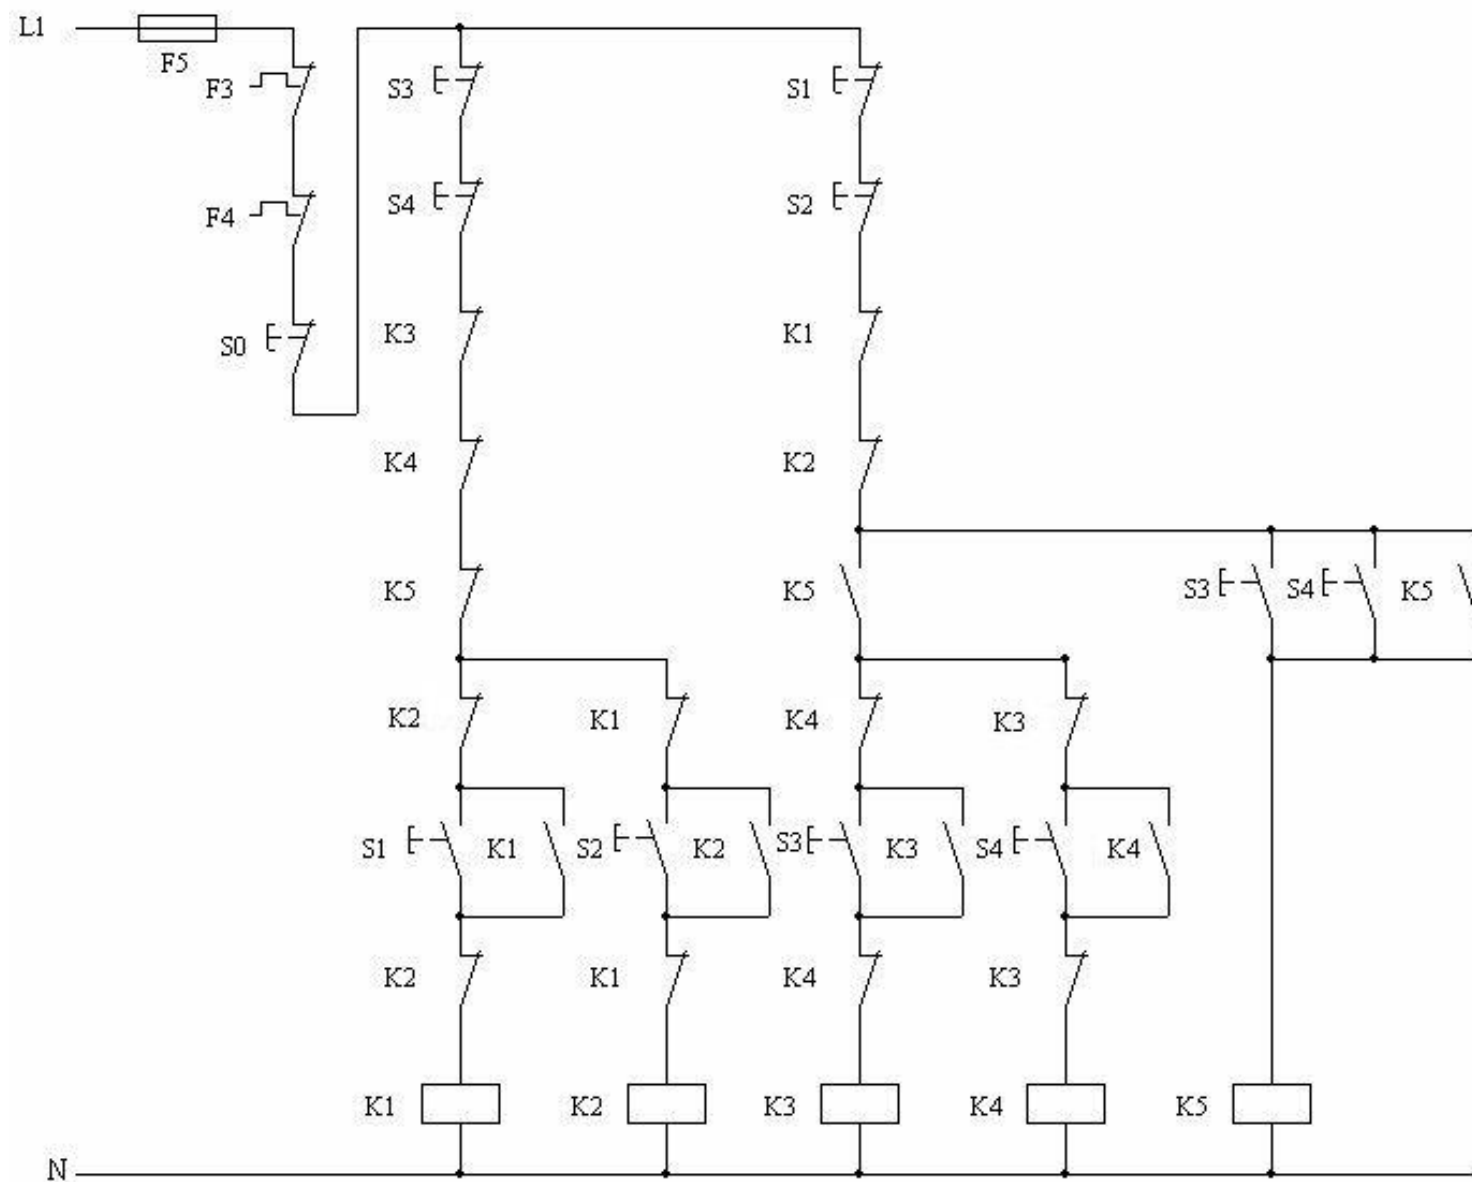 L1
F5
F3 S3 S1
F4 S4 S2
S0 K3 K1
K4 K2
K5 K5 S3 S4 K5
K2 K1 K4 K3
S1 K1 S2 K2 S3 K3 S4 K4
K2 K1 K4 K3
K1 K2 K3 K4 K5
N